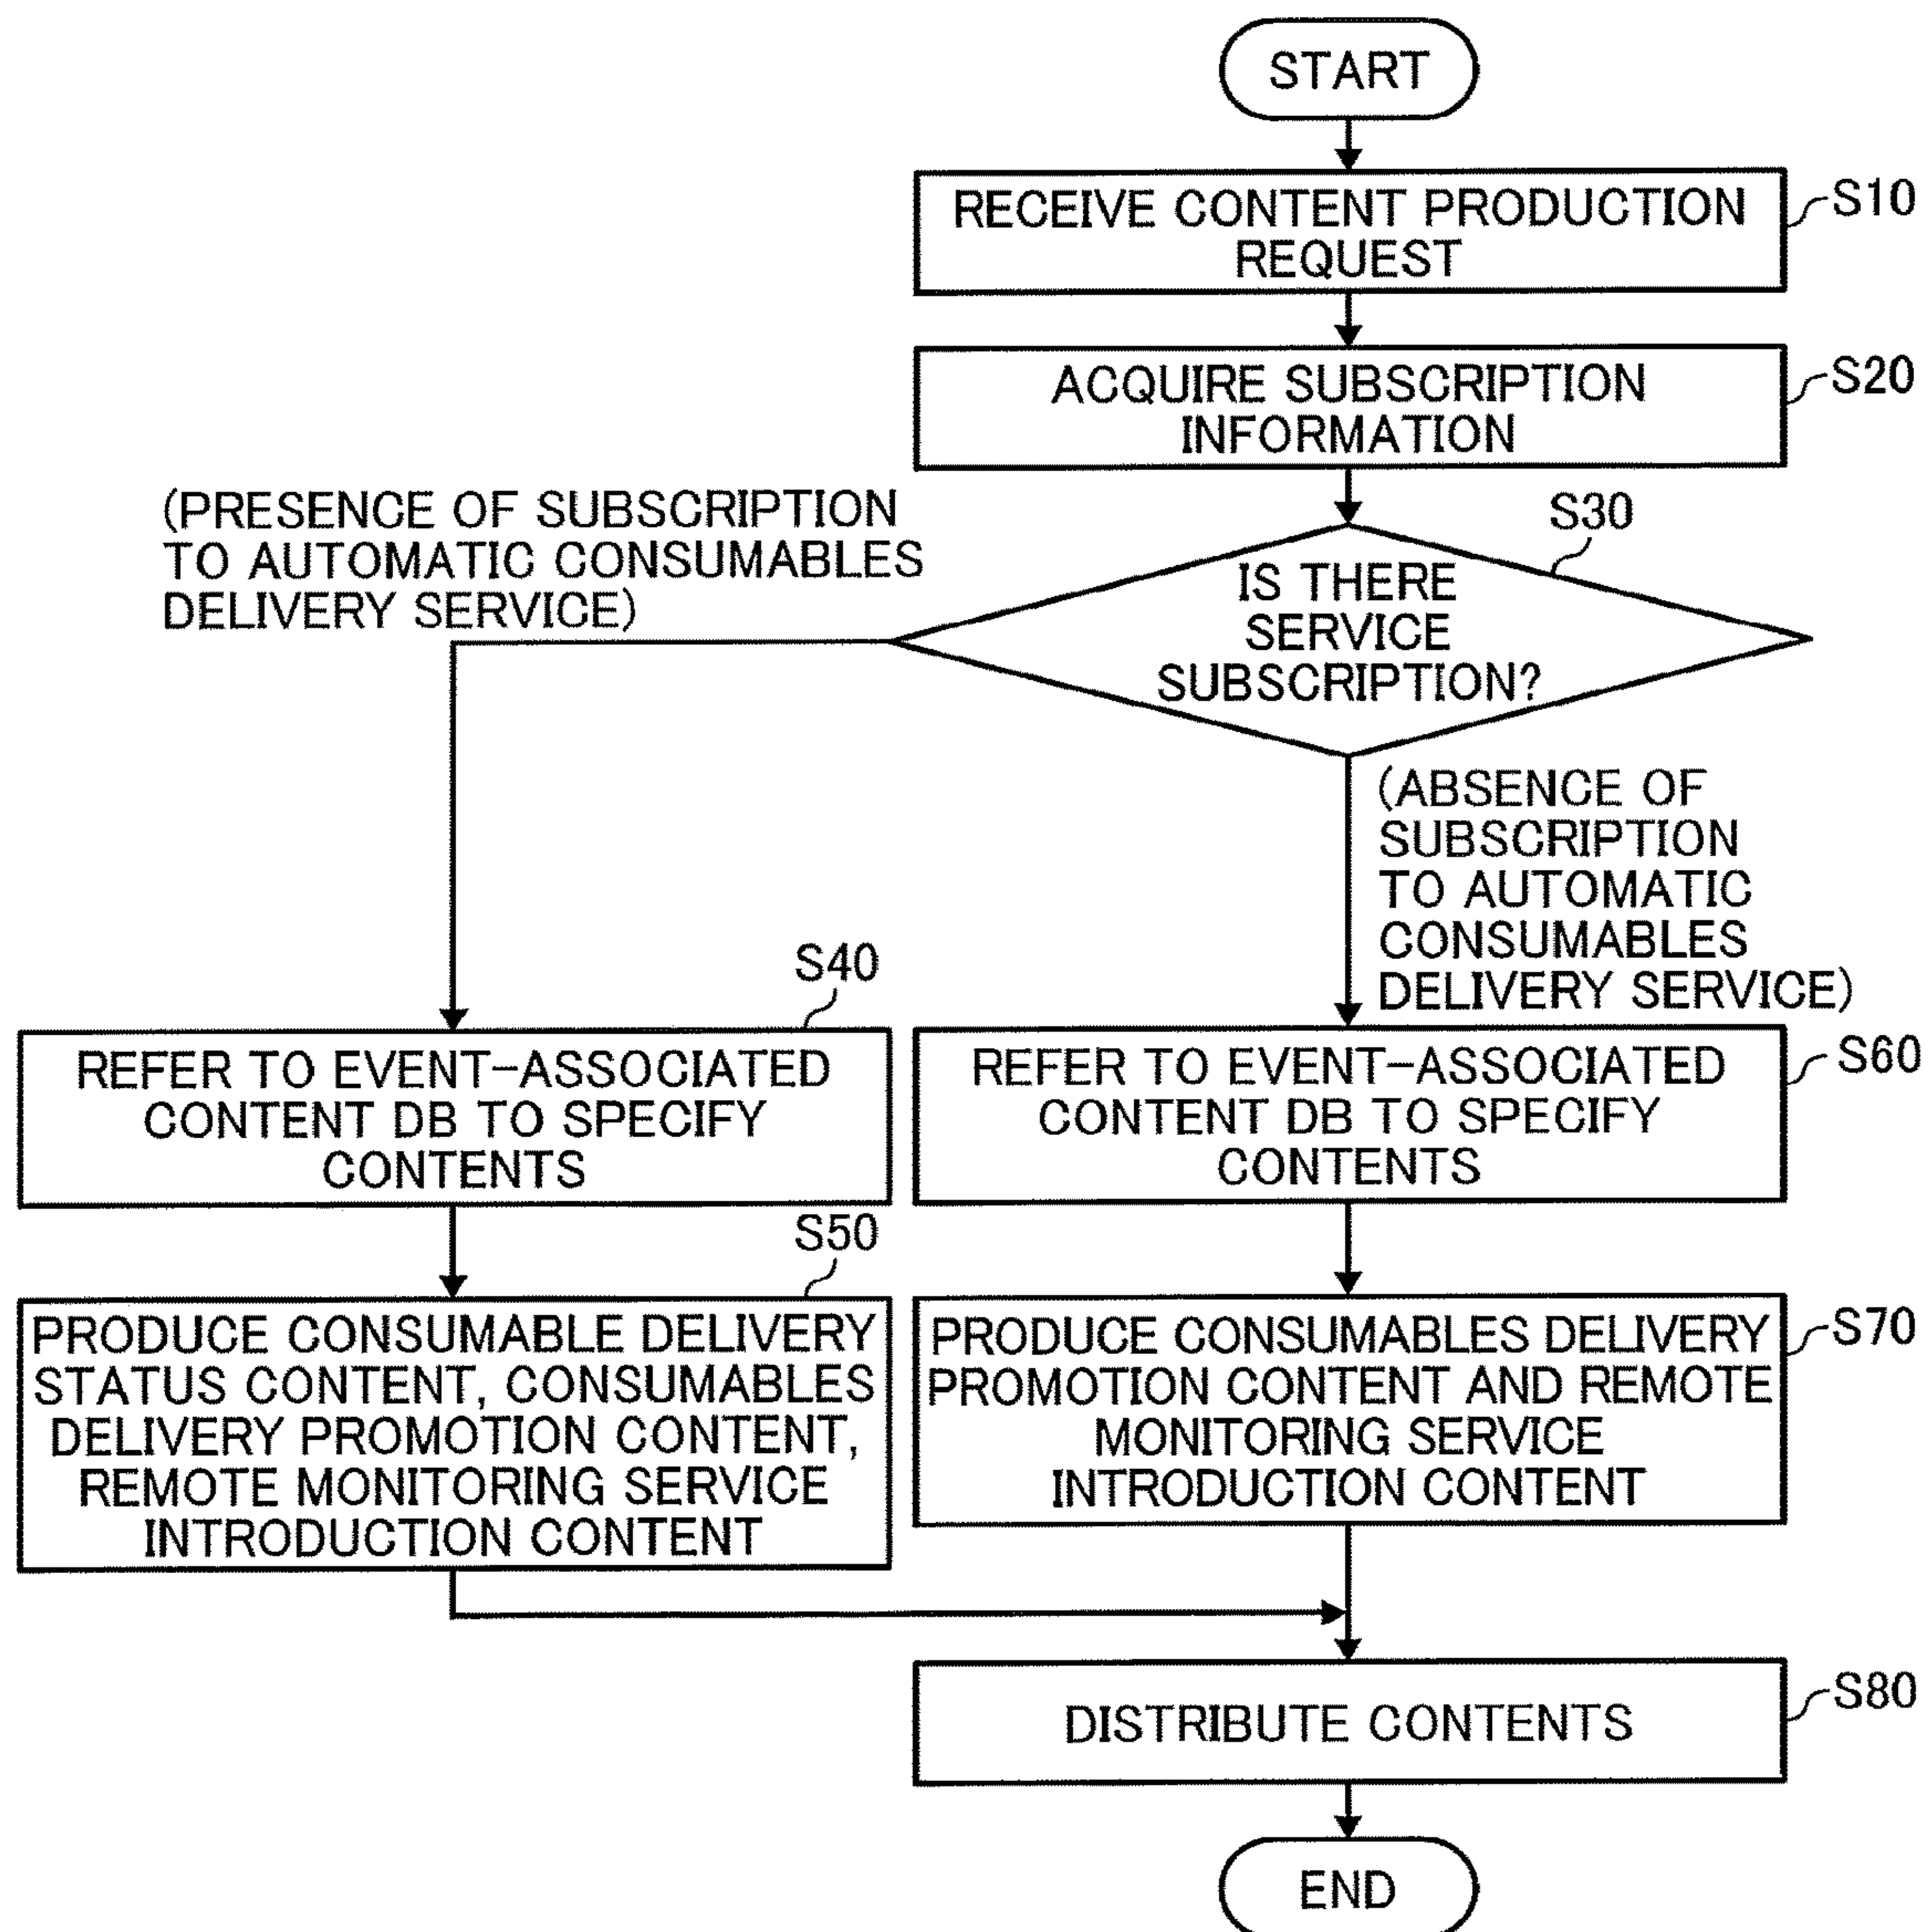 START
RECEIVE CONTENT PRODUCTION
REQUEST
S10
ACQUIRE SUBSCRIPTION
INFORMATION
S20
(PRESENCE OF SUBSCRIPTION
TO AUTOMATIC CONSUMABLES
DELIVERY SERVICE)
S30
IS THERE
SERVICE
SUBSCRIPTION?
(ABSENCE OF
SUBSCRIPTION
TO AUTOMATIC
CONSUMABLES
DELIVERY SERVICE)
S40
REFER TO EVENT-ASSOCIATED
CONTENT DB TO SPECIFY
CONTENTS
S60
REFER TO EVENT-ASSOCIATED
CONTENT DB TO SPECIFY
CONTENTS
S50
PRODUCE CONSUMABLE DELIVERY
STATUS CONTENT, CONSUMABLES
DELIVERY PROMOTION CONTENT,
REMOTE MONITORING SERVICE
INTRODUCTION CONTENT
S70
PRODUCE CONSUMABLES DELIVERY
PROMOTION CONTENT AND REMOTE
MONITORING SERVICE
INTRODUCTION CONTENT
S80
DISTRIBUTE CONTENTS
END